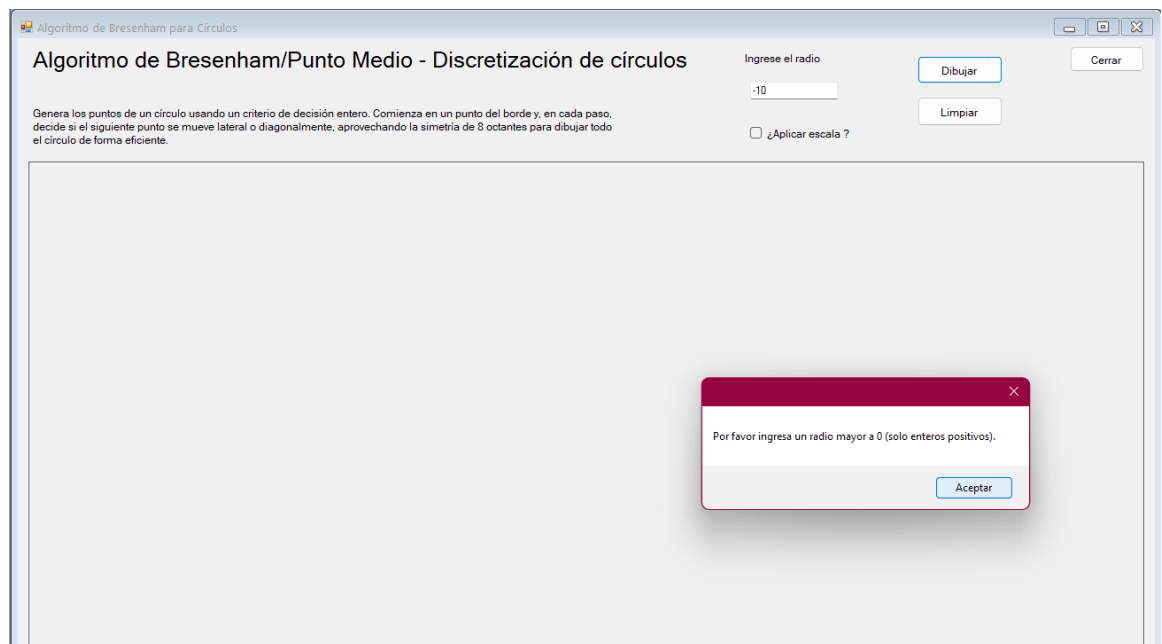 Algoritmo de Bresenham para Círculos
Algoritmo de Bresenham/Punto Medio - Discretización de círculos
Genera los puntos de un círculo usando un criterio de decisión entero. Comienza en un punto del borde y, en cada paso,
decide si el siguiente punto se mueve lateral o diagonalmente, aprovechando la simetría de 8 octantes para dibujar todo
el círculo de forma eficiente.
Ingrese el radio
-10
¿Aplicar escala ?
Dibujar
Limpiar
Cerrar
Por favor ingresa un radio mayor a 0 (solo enteros positivos).
Aceptar